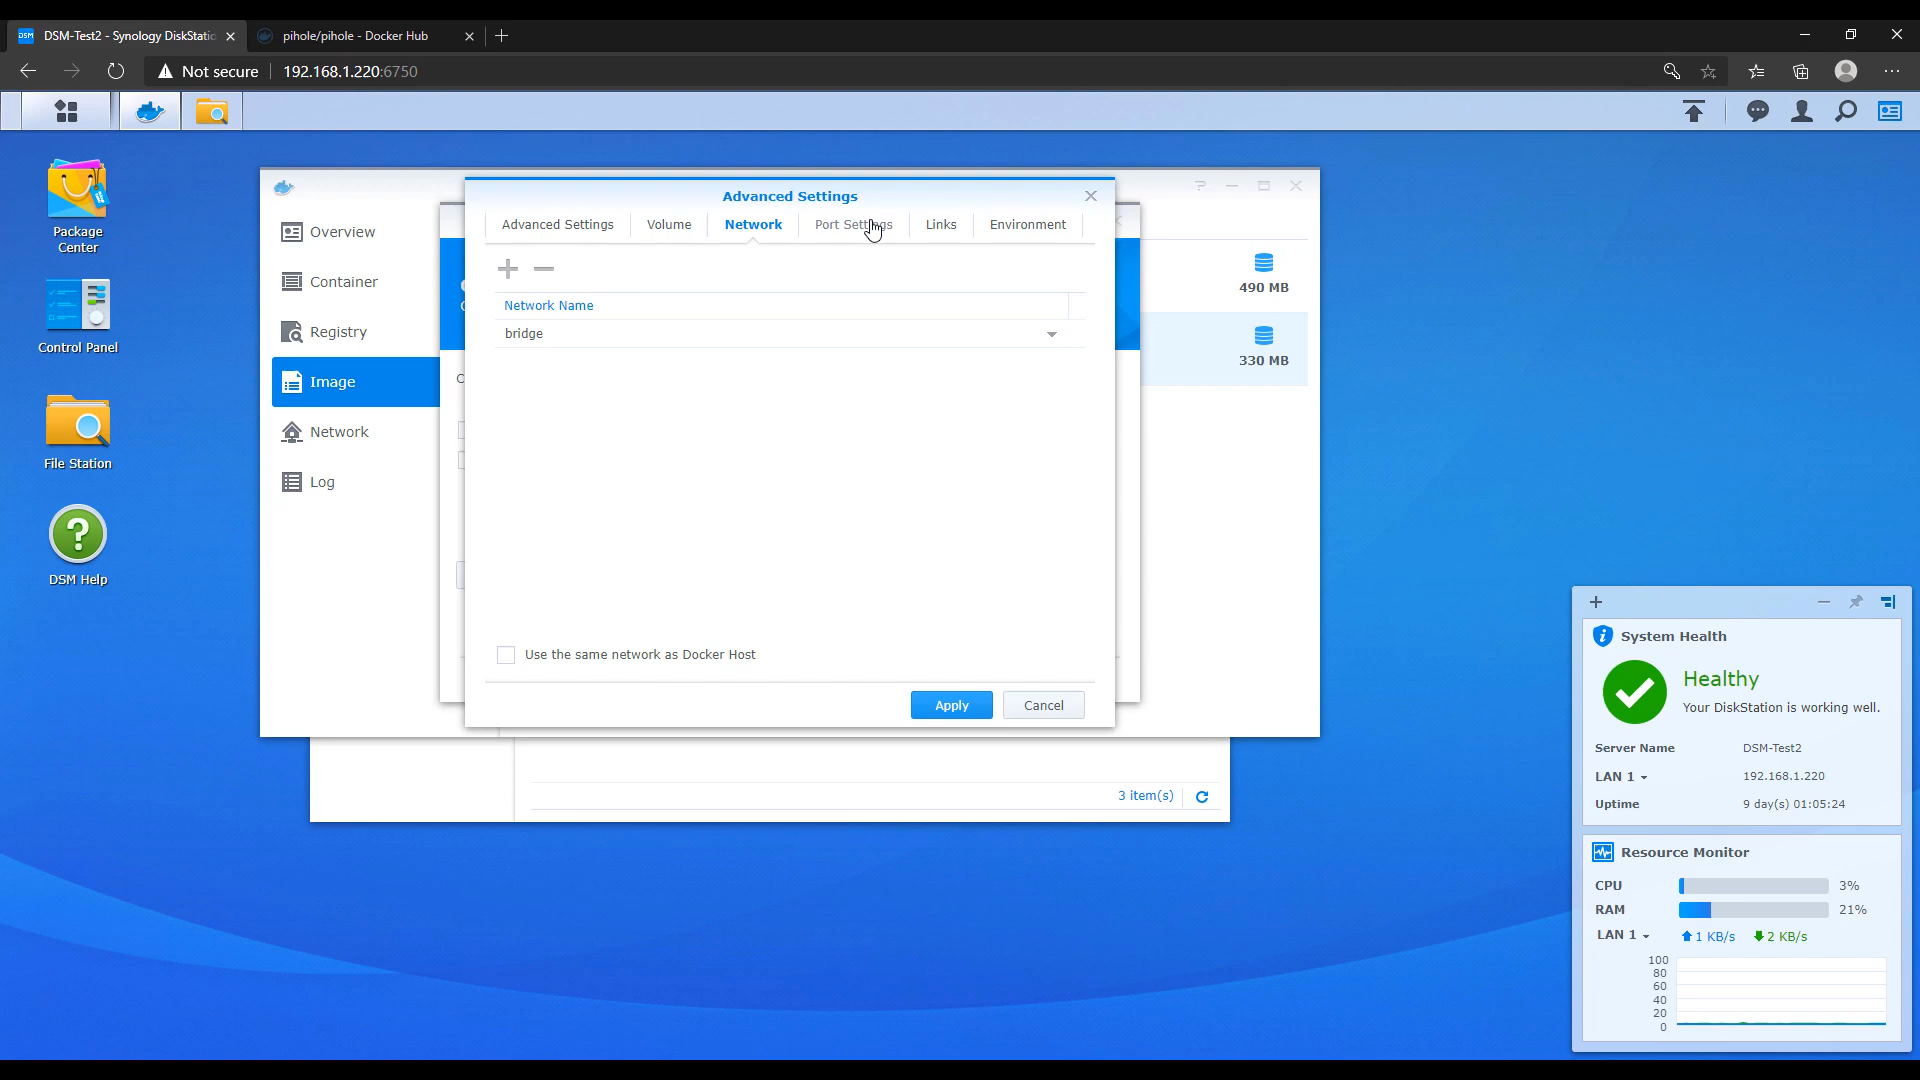 DSM-Test2 - Synology DiskStatio
pihole/pihole - Docker Hub
Not secure
192.168.1.220:6750
Package
Center
Control Panel
File Station
DSM Help
Overview
Container
Registry
Image
Network
Log
Advanced Settings
Advanced Settings
Volume
Network
Port Settings
Links
Environment
Network Name
bridge
Use the same network as Docker Host
Apply
Cancel
490 MB
330 MB
3 item(s)
System Health
Healthy
Your DiskStation is working well.
Server Name DSM-Test2
LAN 1 192.168.1.220
Uptime 9 day(s) 01:05:24
Resource Monitor
CPU 3%
RAM 21%
LAN 1 1 KB/s 2 KB/s
100
80
60
40
20
0